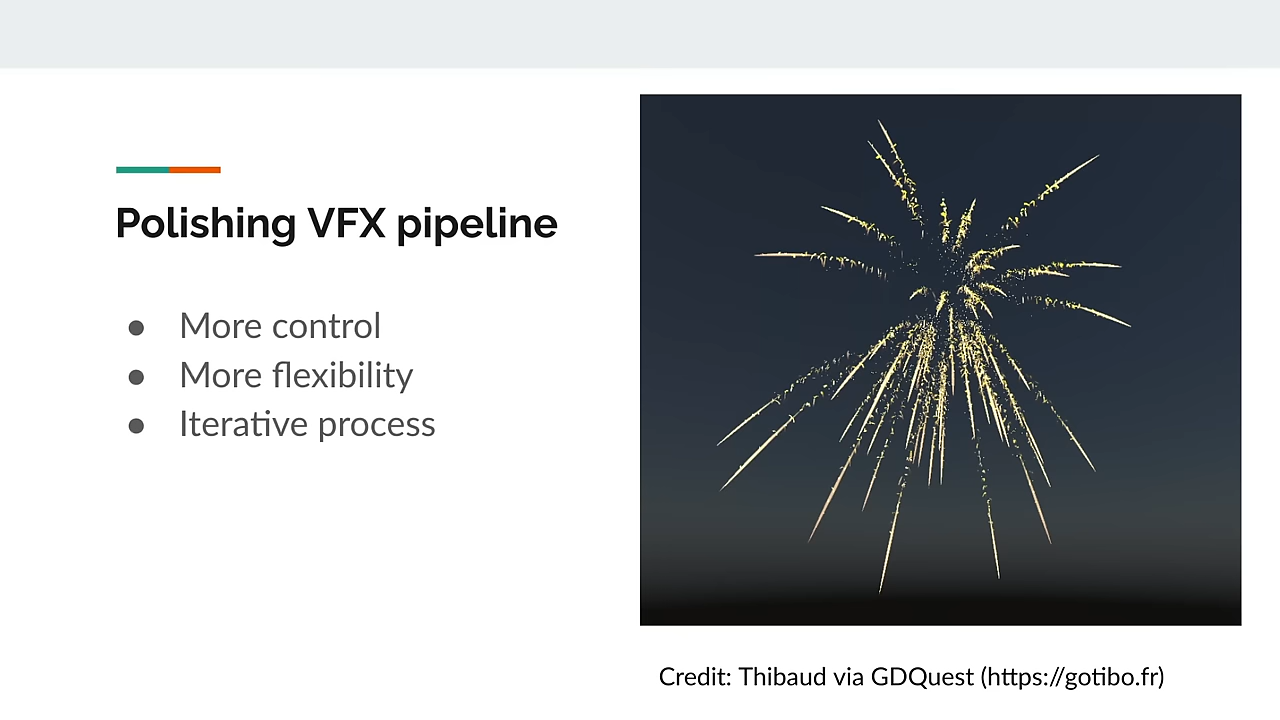 Polishing VFX pipeline
● More control
● More flexibility
● Iterative process
Credit: Thibaud via GDQuest (https://gotibo.fr)